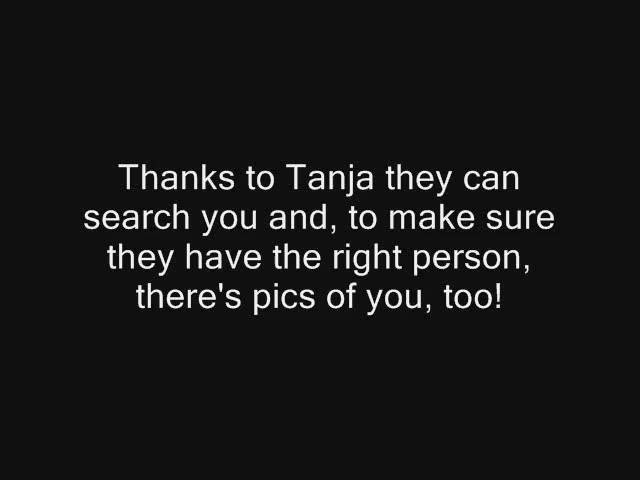 Thanks to Tanja they can
search you and, to make sure
they have the right person,
there's pics of you, too!